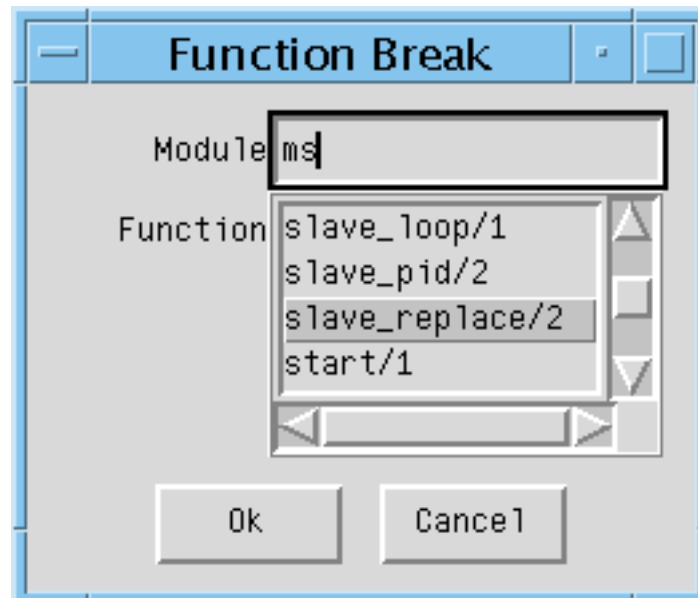 Function Break
Module ms
Function
slave_loop/1
slave_pid/2
slave_replace/2
start/1
Ok Cancel